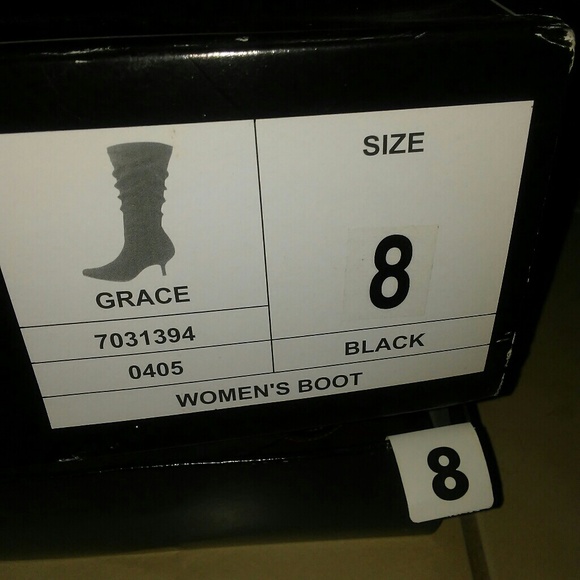 GRACE
7031394
0405
SIZE
8
BLACK
WOMEN'S BOOT
8